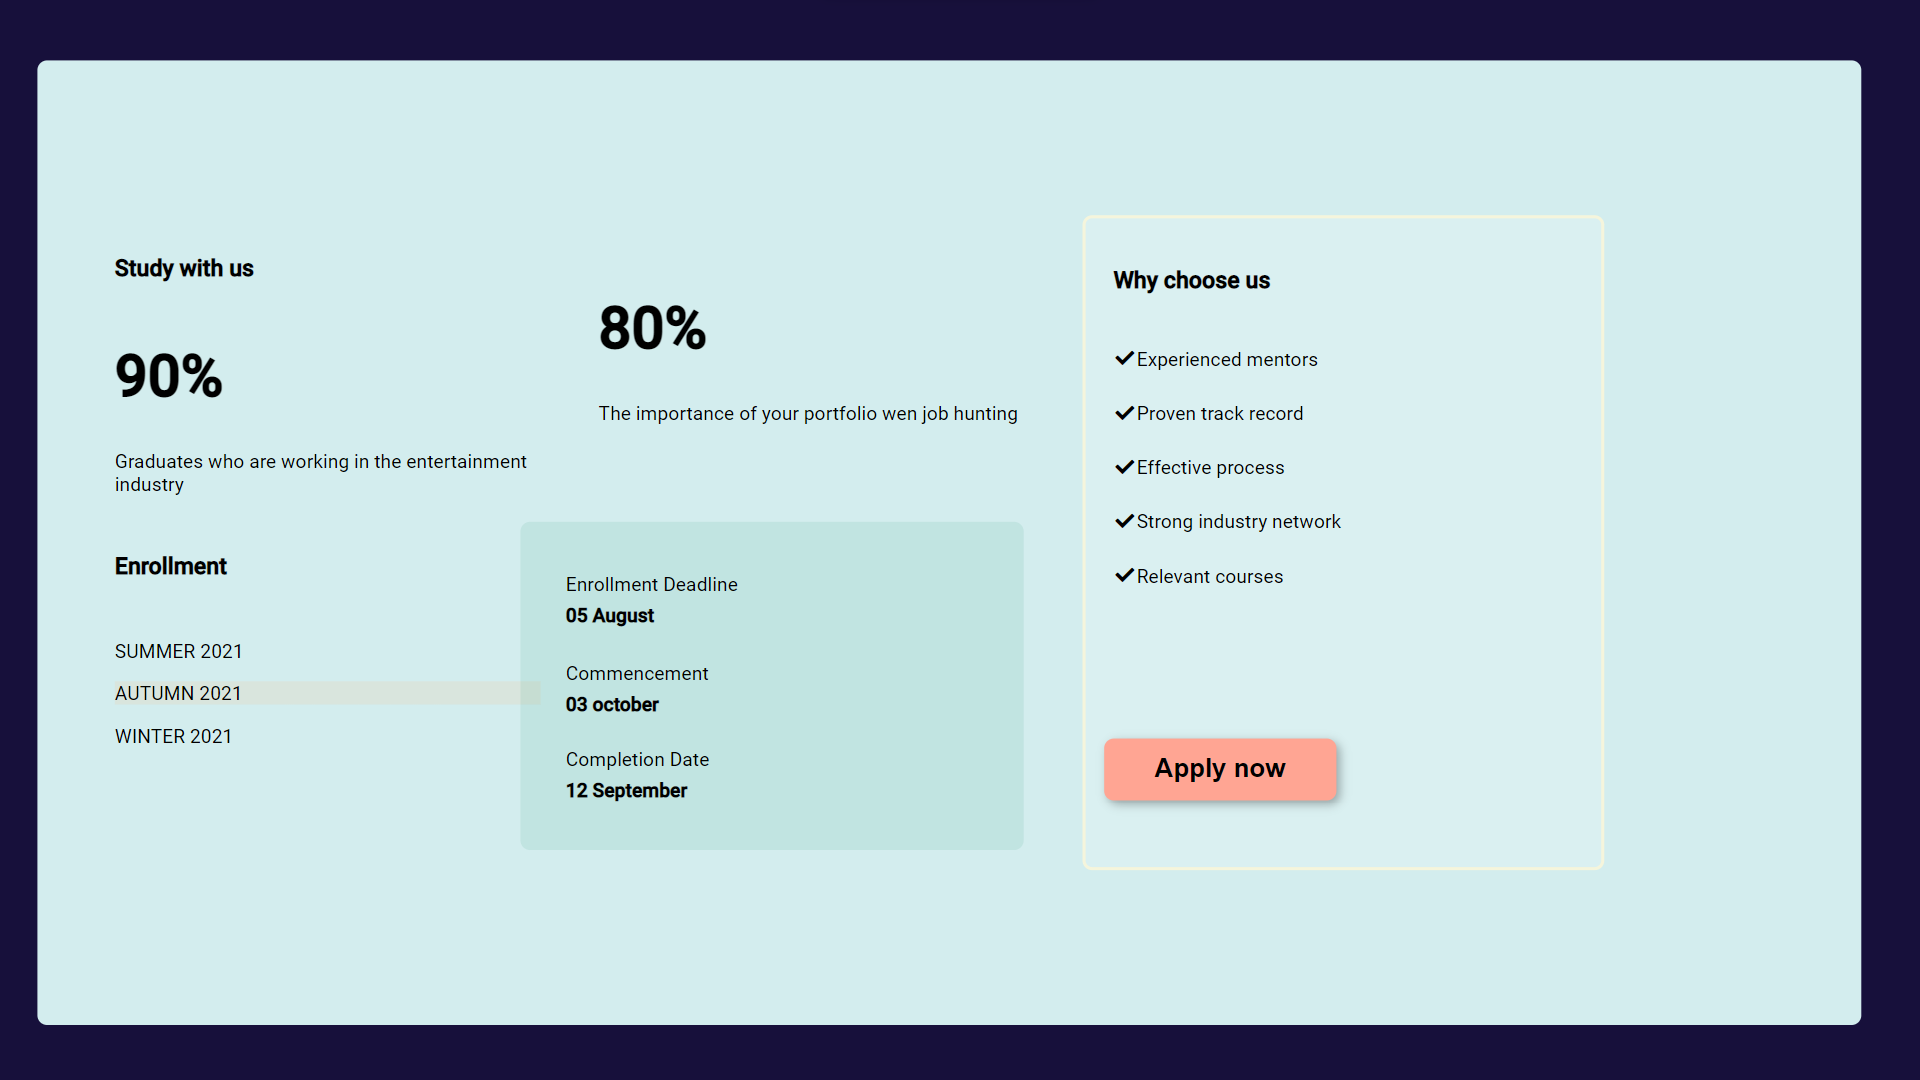 Study with us
90%
Graduates who are working in the entertainment
industry
80%
The importance of your portfolio wen job hunting
Enrollment
SUMMER 2021
AUTUMN 2021
WINTER 2021
Enrollment Deadline
05 August
Commencement
03 october
Completion Date
12 September
Why choose us
Experienced mentors
Proven track record
Effective process
Strong industry network
Relevant courses
Apply now